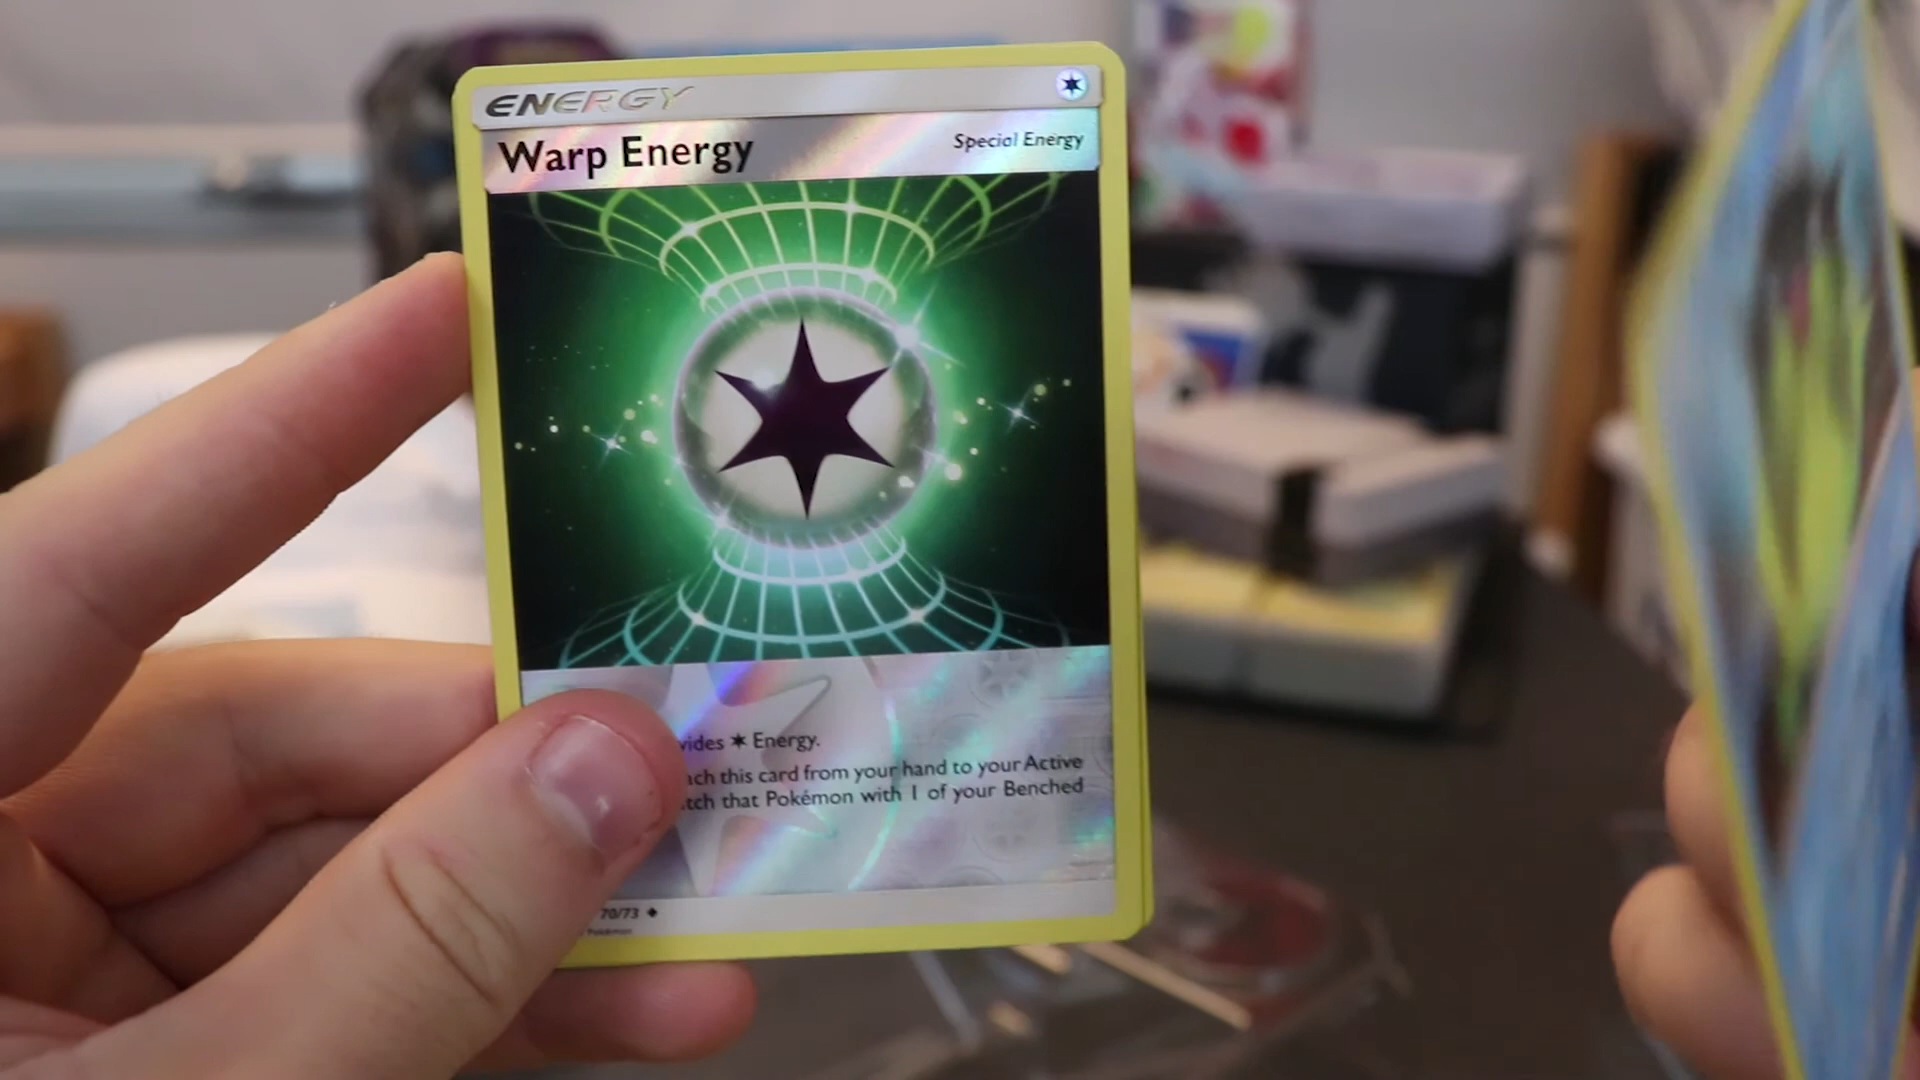 ENERGY
Warp Energy
Special Energy
vides ✶ Energy.
ach this card from your hand to your Active
tch that Pokémon with 1 of your Benched
70/73 ◆
Pokémon